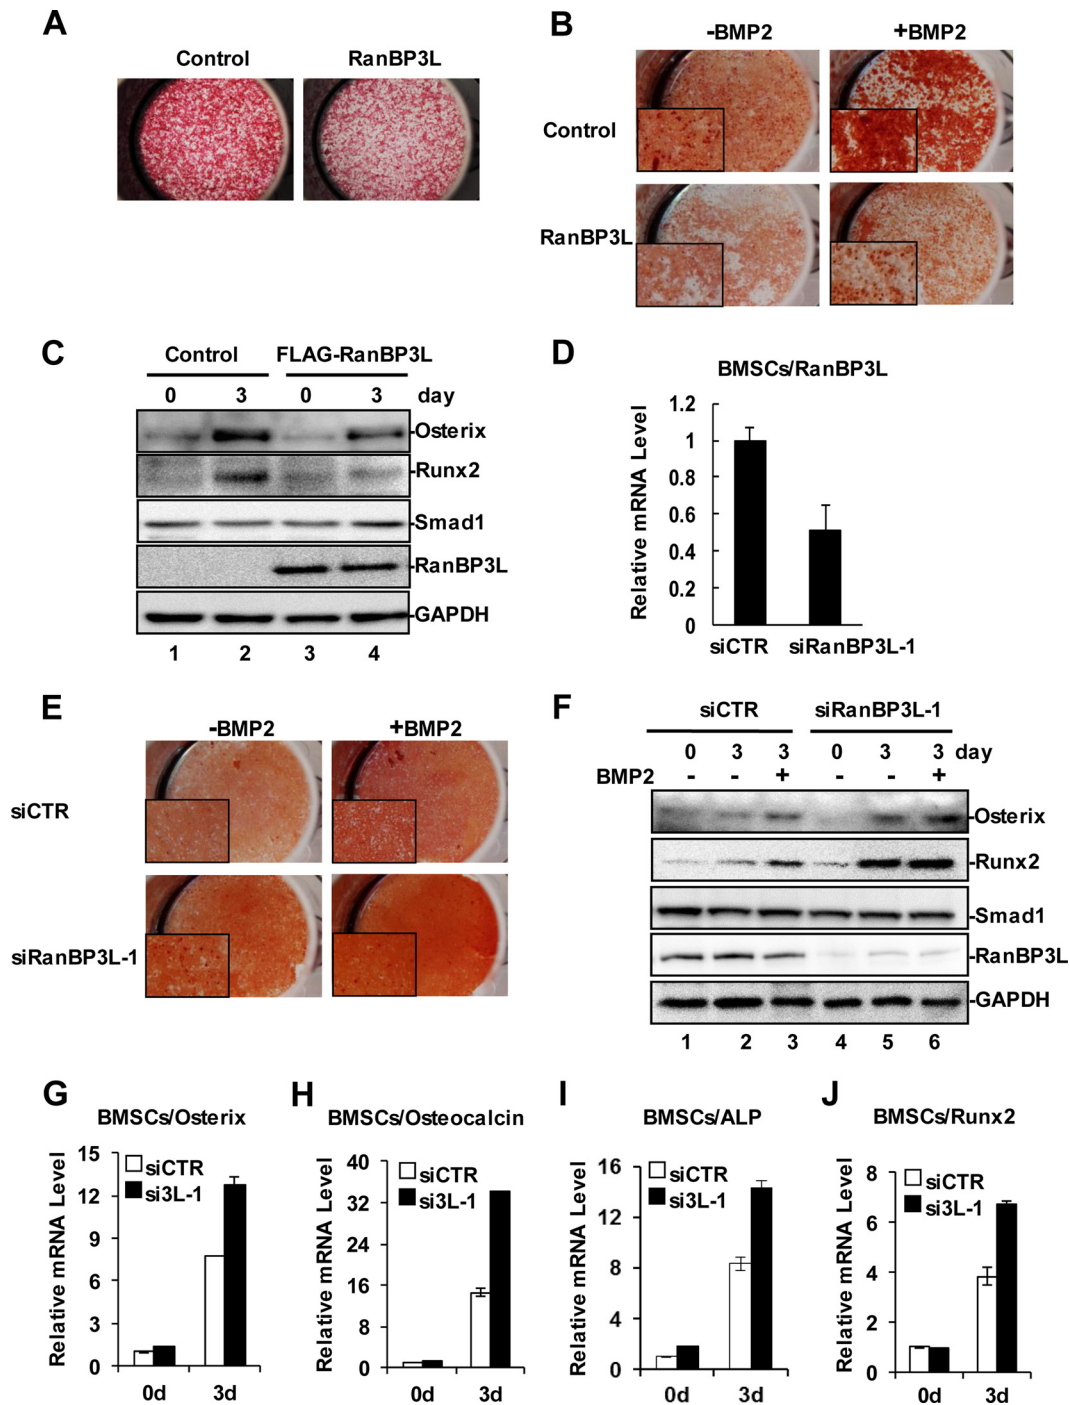 A
Control RanBP3L
B
-BMP2 +BMP2
Control
RanBP3L
C
Control FLAG-RanBP3L
0 3 0 3 day
-Osterix
-Runx2
-Smad1
-RanBP3L
-GAPDH
1 2 3 4
D
BMSCs/RanBP3L
Relative mRNA Level
1.2
1
0.8
0.6
0.4
0.2
0
siCTR siRanBP3L-1
E
-BMP2 +BMP2
siCTR
siRanBP3L-1
F
siCTR siRanBP3L-1
0 3 3 0 3 3 day
BMP2 - - + - - +
-Osterix
-Runx2
-Smad1
-RanBP3L
-GAPDH
1 2 3 4 5 6
G
BMSCs/Osterix
Relative mRNA Level
15
12
9
6
3
0
siCTR
si3L-1
0d 3d
H
BMSCs/Osteocalcin
Relative mRNA Level
40
32
24
16
8
0
siCTR
si3L-1
0d 3d
I
BMSCs/ALP
Relative mRNA Level
16
12
8
4
0
siCTR
si3L-1
0d 3d
J
BMSCs/Runx2
Relative mRNA Level
8
6
4
2
0
siCTR
si3L-1
0d 3d